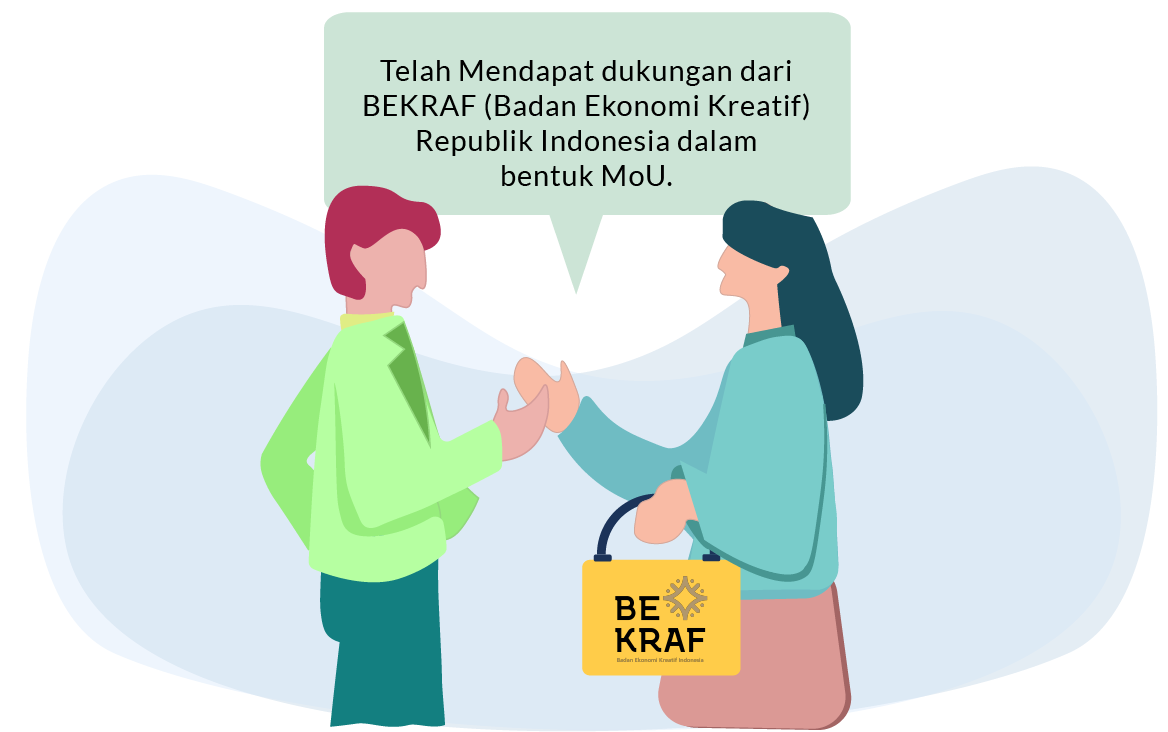 Telah Mendapat dukungan dari
BEKRAF (Badan Ekonomi Kreatif)
Republik Indonesia dalam
bentuk MoU.
BE
KRAF
Badan Ekonomi Kreatif Indonesia